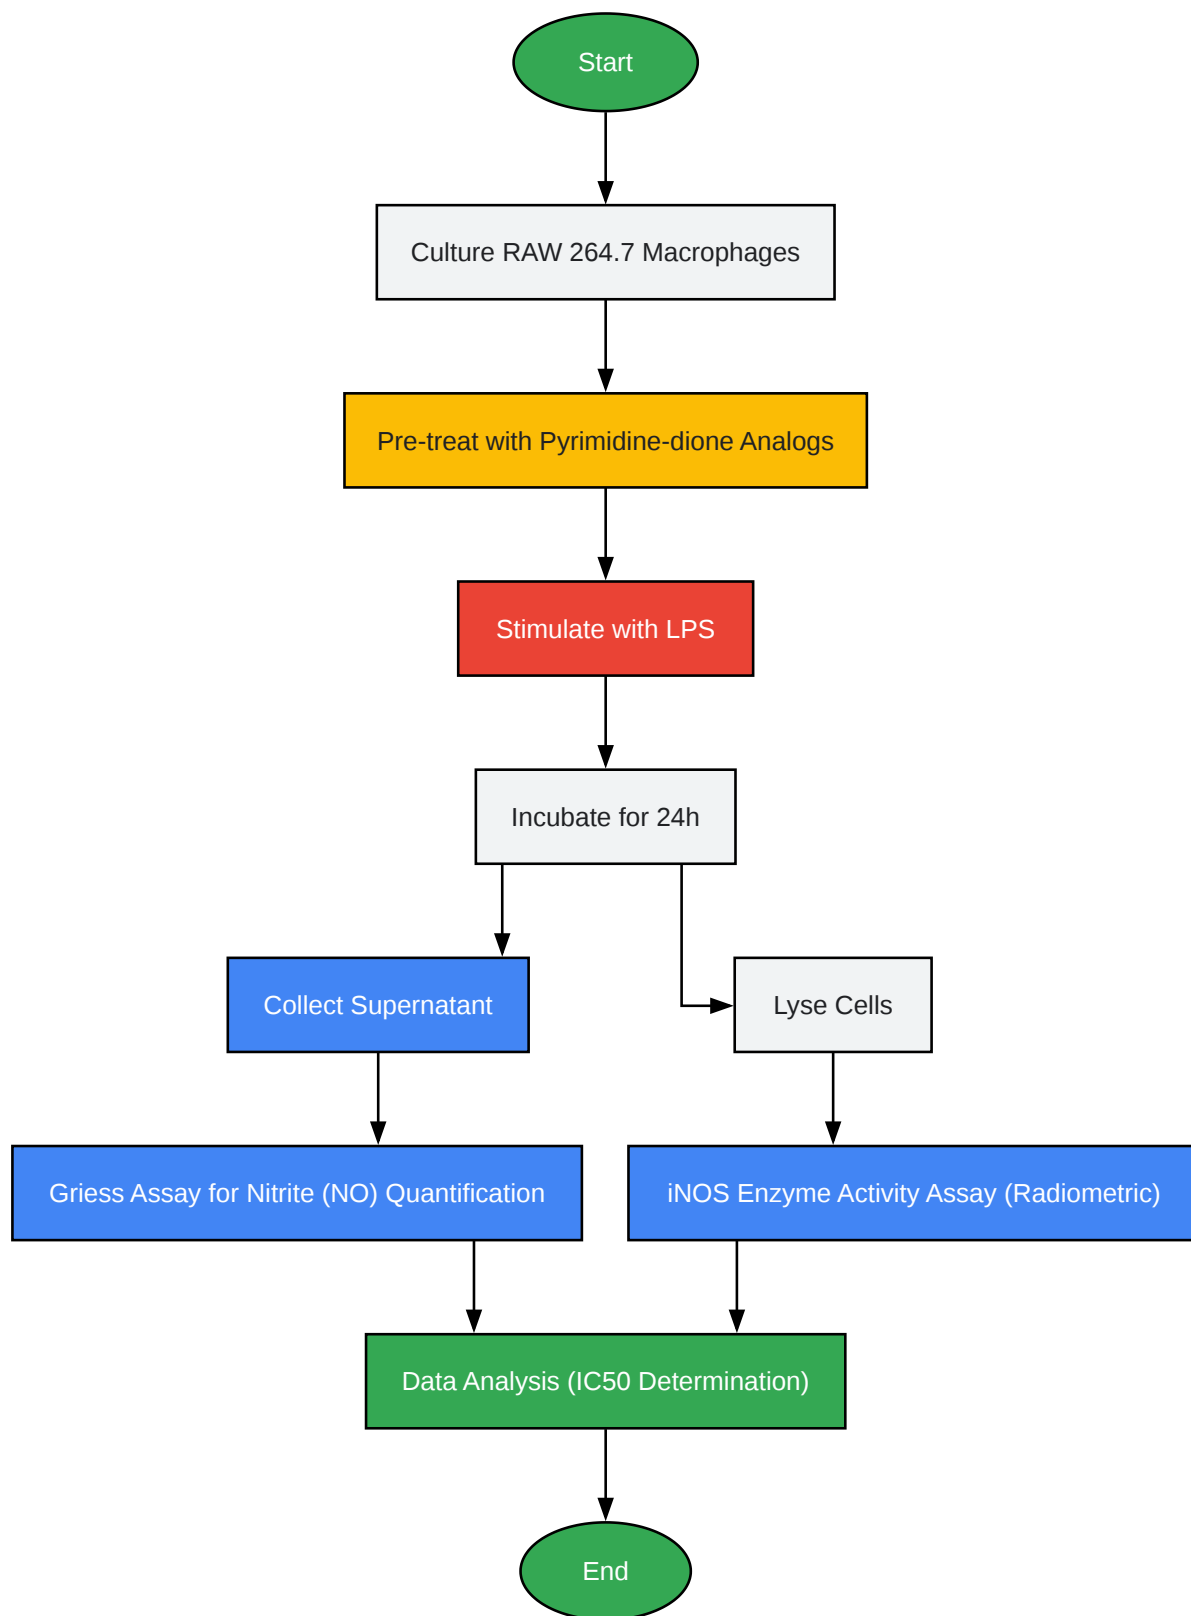 Start
Culture RAW 264.7 Macrophages
Pre-treat with Pyrimidine-dione Analogs
Stimulate with LPS
Incubate for 24h
Collect Supernatant
Lyse Cells
Griess Assay for Nitrite (NO) Quantification
iNOS Enzyme Activity Assay (Radiometric)
Data Analysis (IC50 Determination)
End